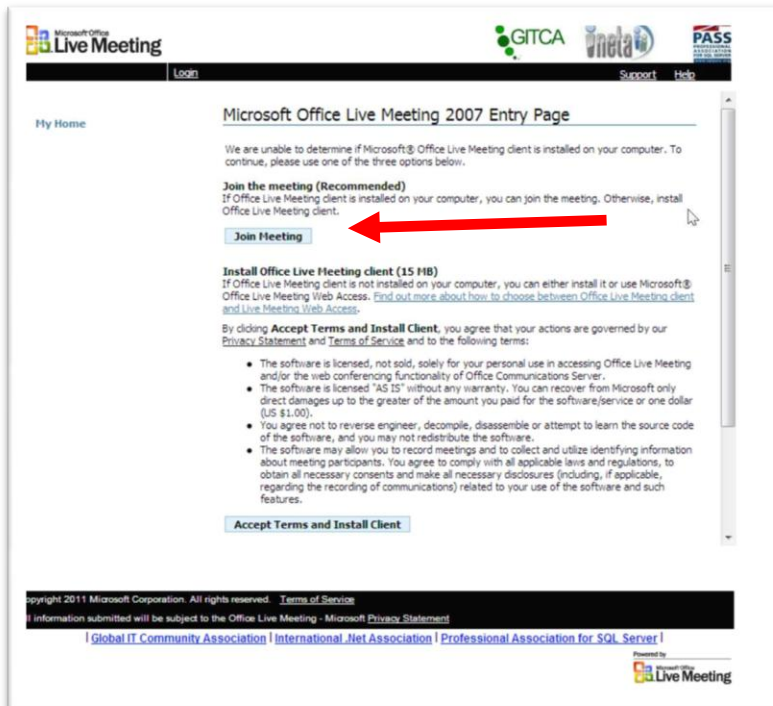 Microsoft Office
Live Meeting
GITCA
ineta
PASS
PROFESSIONAL
ASSOCIATION
FOR SQL SERVER
Login
Support Help
My Home
Microsoft Office Live Meeting 2007 Entry Page
We are unable to determine if Microsoft® Office Live Meeting client is installed on your computer. To
continue, please use one of the three options below.
Join the meeting (Recommended)
If Office Live Meeting client is installed on your computer, you can join the meeting. Otherwise, install
Office Live Meeting client.
Join Meeting
Install Office Live Meeting client (15 MB)
If Office Live Meeting client is not installed on your computer, you can either install it or use Microsoft®
Office Live Meeting Web Access. Find out more about how to choose between Office Live Meeting client
and Live Meeting Web Access.
By clicking Accept Terms and Install Client, you agree that your actions are governed by our
Privacy Statement and Terms of Service and to the following terms:
• The software is licensed, not sold, solely for your personal use in accessing Office Live Meeting
and/or the web conferencing functionality of Office Communications Server.
• The software is licensed "AS IS" without any warranty. You can recover from Microsoft only
direct damages up to the greater of the amount you paid for the software/service or one dollar
(US $1.00).
• You agree not to reverse engineer, decompile, disassemble or attempt to learn the source code
of the software, and you may not redistribute the software.
• The software may allow you to record meetings and to collect and utilize identifying information
about meeting participants. You agree to comply with all applicable laws and regulations, to
obtain all necessary consents and make all necessary disclosures (including, if applicable,
regarding the recording of communications) related to your use of the software and such
features.
Accept Terms and Install Client
opyright 2011 Microsoft Corporation. All rights reserved. Terms of Service
ll information submitted will be subject to the Office Live Meeting - Microsoft Privacy Statement
| Global IT Community Association | International .Net Association | Professional Association for SQL Server |
Powered by
Microsoft Office
Live Meeting